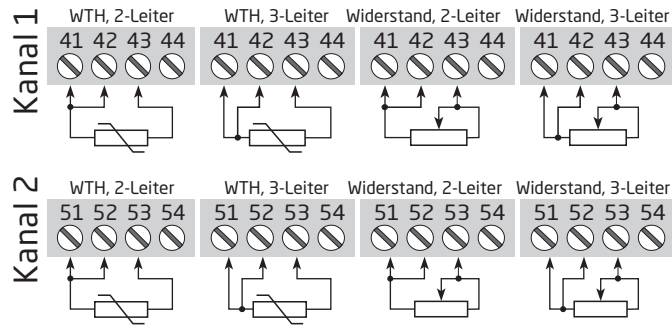 Kanal 1
WTH, 2-Leiter WTH, 3-Leiter Widerstand, 2-Leiter Widerstand, 3-Leiter
41 42 43 44 41 42 43 44 41 42 43 44 41 42 43 44
Kanal 2
WTH, 2-Leiter WTH, 3-Leiter Widerstand, 2-Leiter Widerstand, 3-Leiter
51 52 53 54 51 52 53 54 51 52 53 54 51 52 53 54